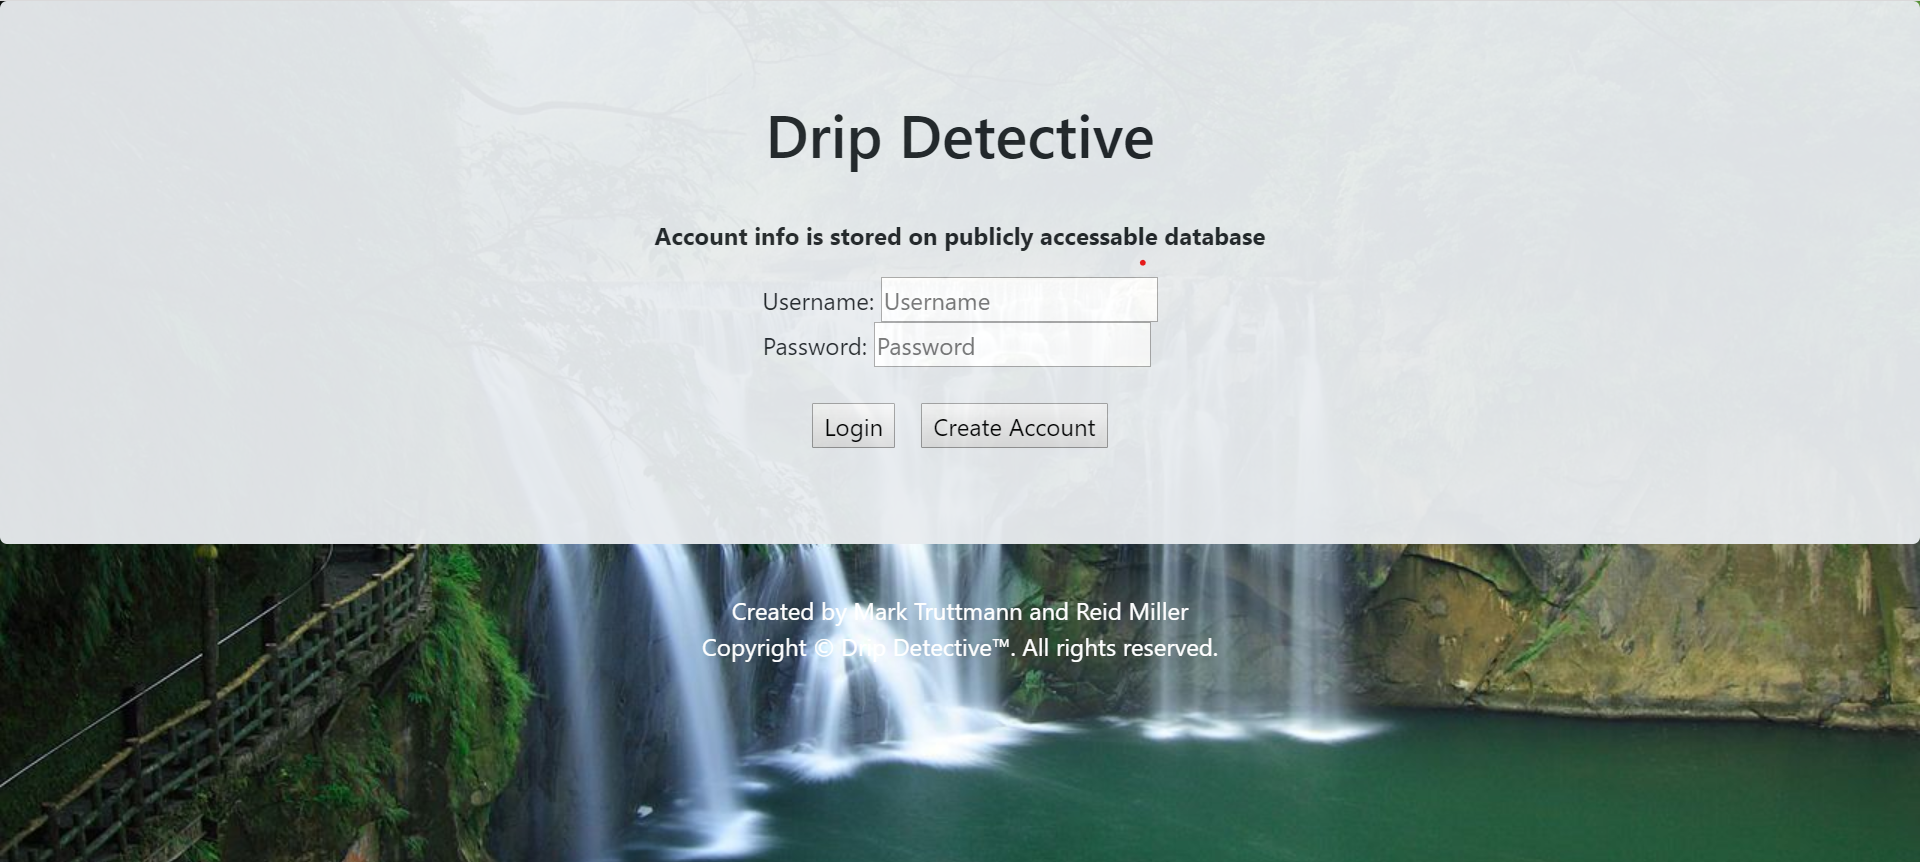 Drip Detective
Account info is stored on publicly accessable database
Username: Username
Password: Password
Login Create Account
Created by Mark Truttmann and Reid Miller
Copyright © Drip Detective™. All rights reserved.